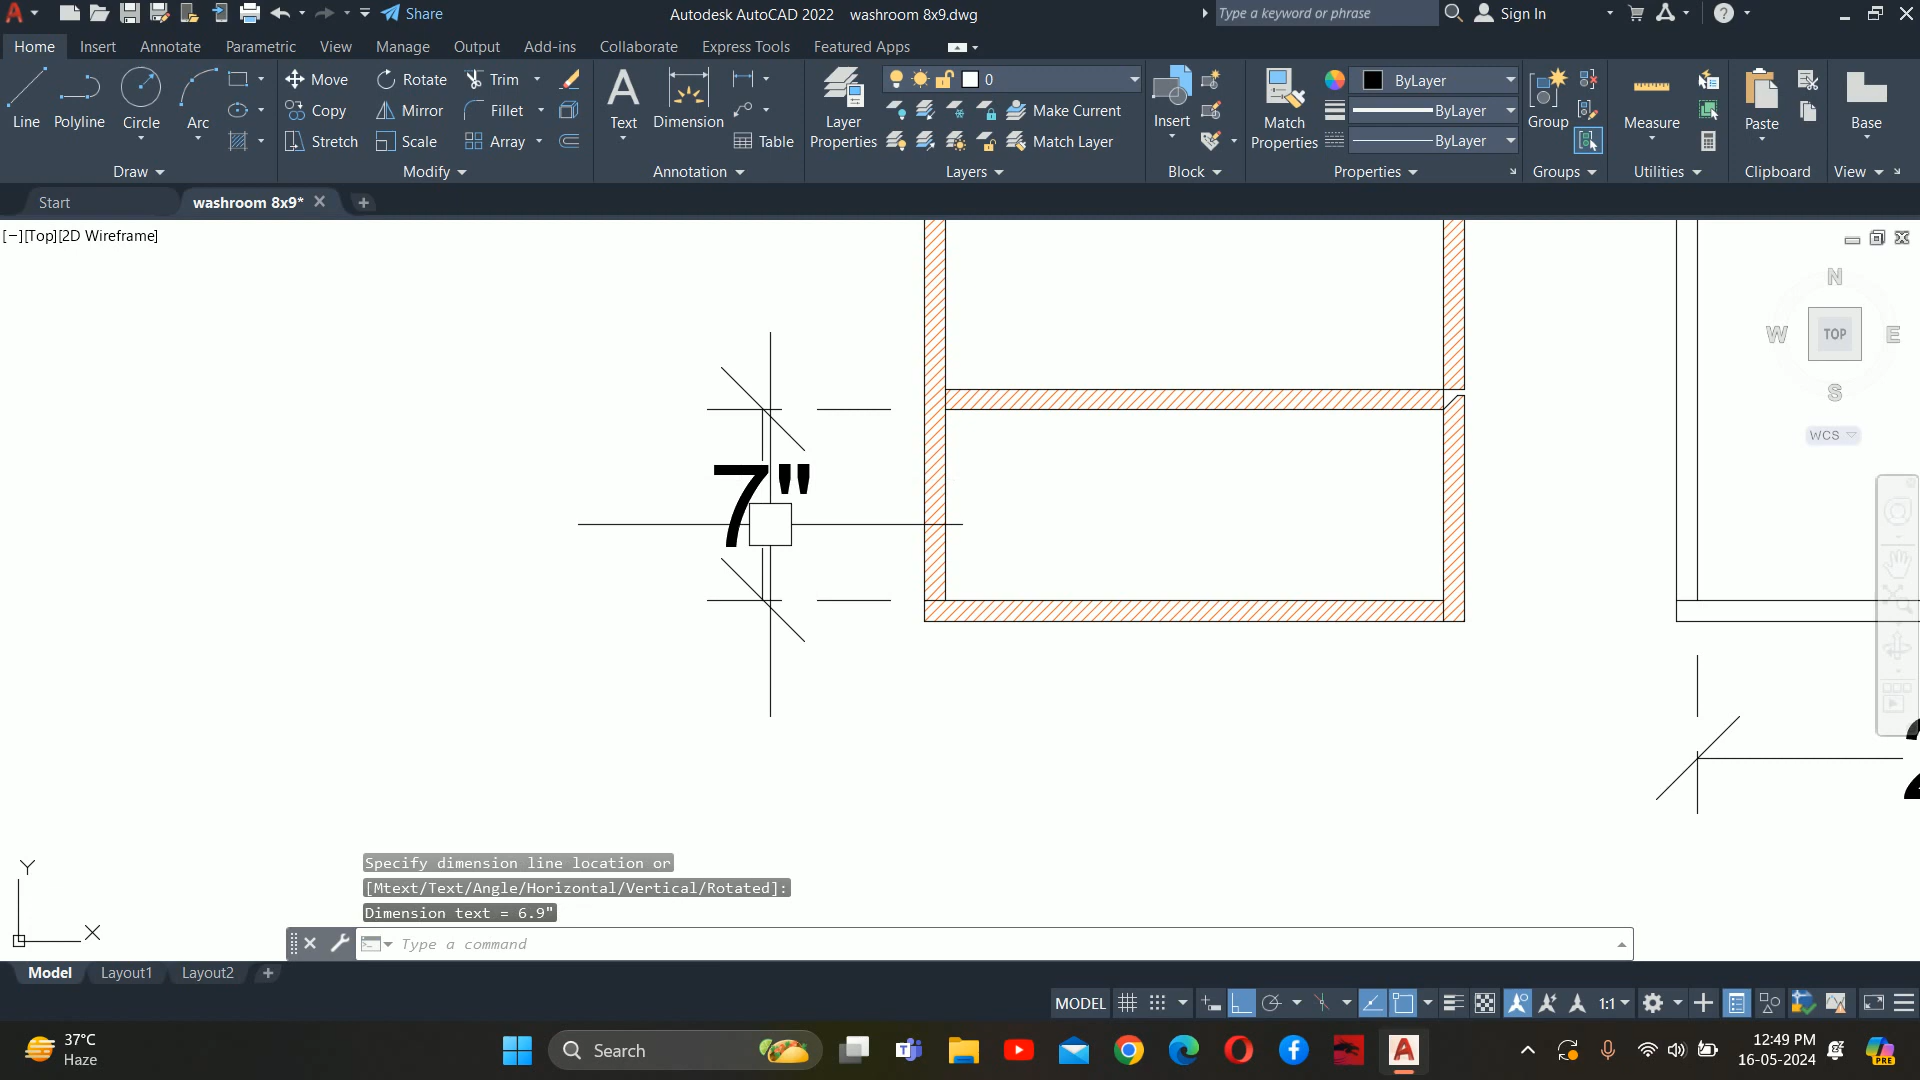 Share
Autodesk AutoCAD 2022 washroom 8x9.dwg
Type a keyword or phrase
Sign In
Home Insert Annotate Parametric View Manage Output Add-ins Collaborate Express Tools Featured Apps
Line Polyline Circle Arc
Move Rotate Trim
Copy Mirror Fillet
Stretch Scale Array
Text Dimension Table
Layer Properties
0
Make Current
Match Layer
Insert
Match Properties
ByLayer
ByLayer
ByLayer
Group
Measure
Paste
Base
Draw Modify Annotation Layers Block Properties Groups Utilities Clipboard View
Start washroom 8x9*
[−][Top][2D Wireframe]
N
W TOP E
S
WCS
7"
2
Y
X
Specify dimension line location or
[Mtext/Text/Angle/Horizontal/Vertical/Rotated]:
Dimension text = 6.9"
Type a command
Model Layout1 Layout2
MODEL 1:1
37°C
Haze
Search
12:49 PM
16-05-2024
PRE